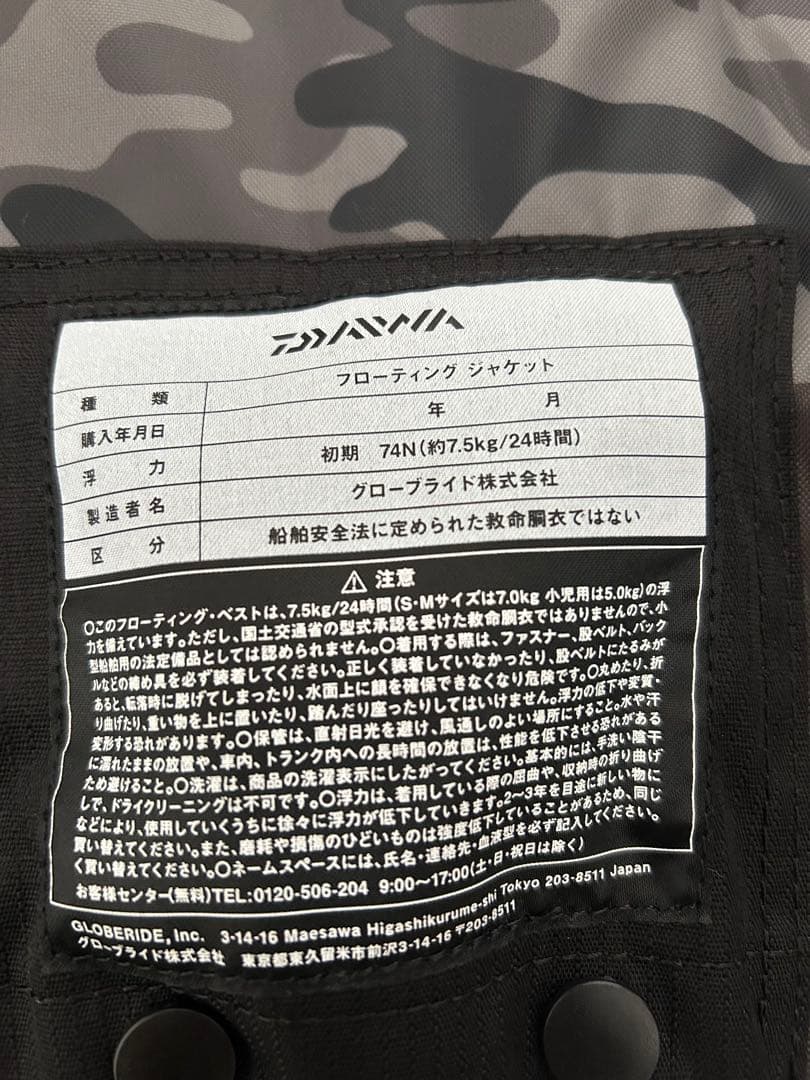 DAIWA
種類 フローティング ジャケット
購入年月日 年 月
浮力 初期 74N(約7.5kg/24時間)
製造者名 グローブライド株式会社
区分 船舶安全法に定められた救命胴衣ではない
⚠ 注意
〇このフローティング・ベストは、7.5kg/24時間(S・Mサイズは7.0kg 小児用は5.0kg)の浮
力を備えています。ただし、国土交通省の型式承認を受けた救命胴衣ではありませんので、小
型船舶用の法定備品としては認められません。〇着用する際は、ファスナー、股ベルト、バック
ルなどの締め具を必ず装着してください。正しく装着していなかったり、股ベルトにたるみが
あると、転落時に脱げてしまったり、水面上に顔を確保できなくなり危険です。〇丸めたり、折
り曲げたり、重い物を上に置いたり、踏んだり座ったりしてはいけません。浮力の低下や変質・
変形する恐れがあります。〇保管は、直射日光を避け、風通しのよい場所にすること。水や汗
に濡れたままの放置や、車内、トランク内への長時間の放置は、性能を低下させる恐れがある
ため避けること。〇洗濯は、商品の洗濯表示にしたがってください。基本的には、手洗い陰干
しで、ドライクリーニングは不可です。〇浮力は、着用している際の屈曲や、収納時の折り曲げ
などにより、使用していくうちに徐々に浮力が低下していきます。2〜3年を目途に新しい物に
買い替えてください。また、磨耗や損傷のひどいものは強度低下していることがあるため、同じ
く買い替えてください。〇ネームスペースには、氏名・連絡先・血液型を必ず記入してください。
お客様センター(無料)TEL:0120-506-204 9:00〜17:00(土・日・祝日は除く)
GLOBERIDE, Inc. 3-14-16 Maesawa Higashikurume-shi Tokyo 203-8511 Japan
グローブライド株式会社 東京都東久留米市前沢3-14-16 〒203-8511